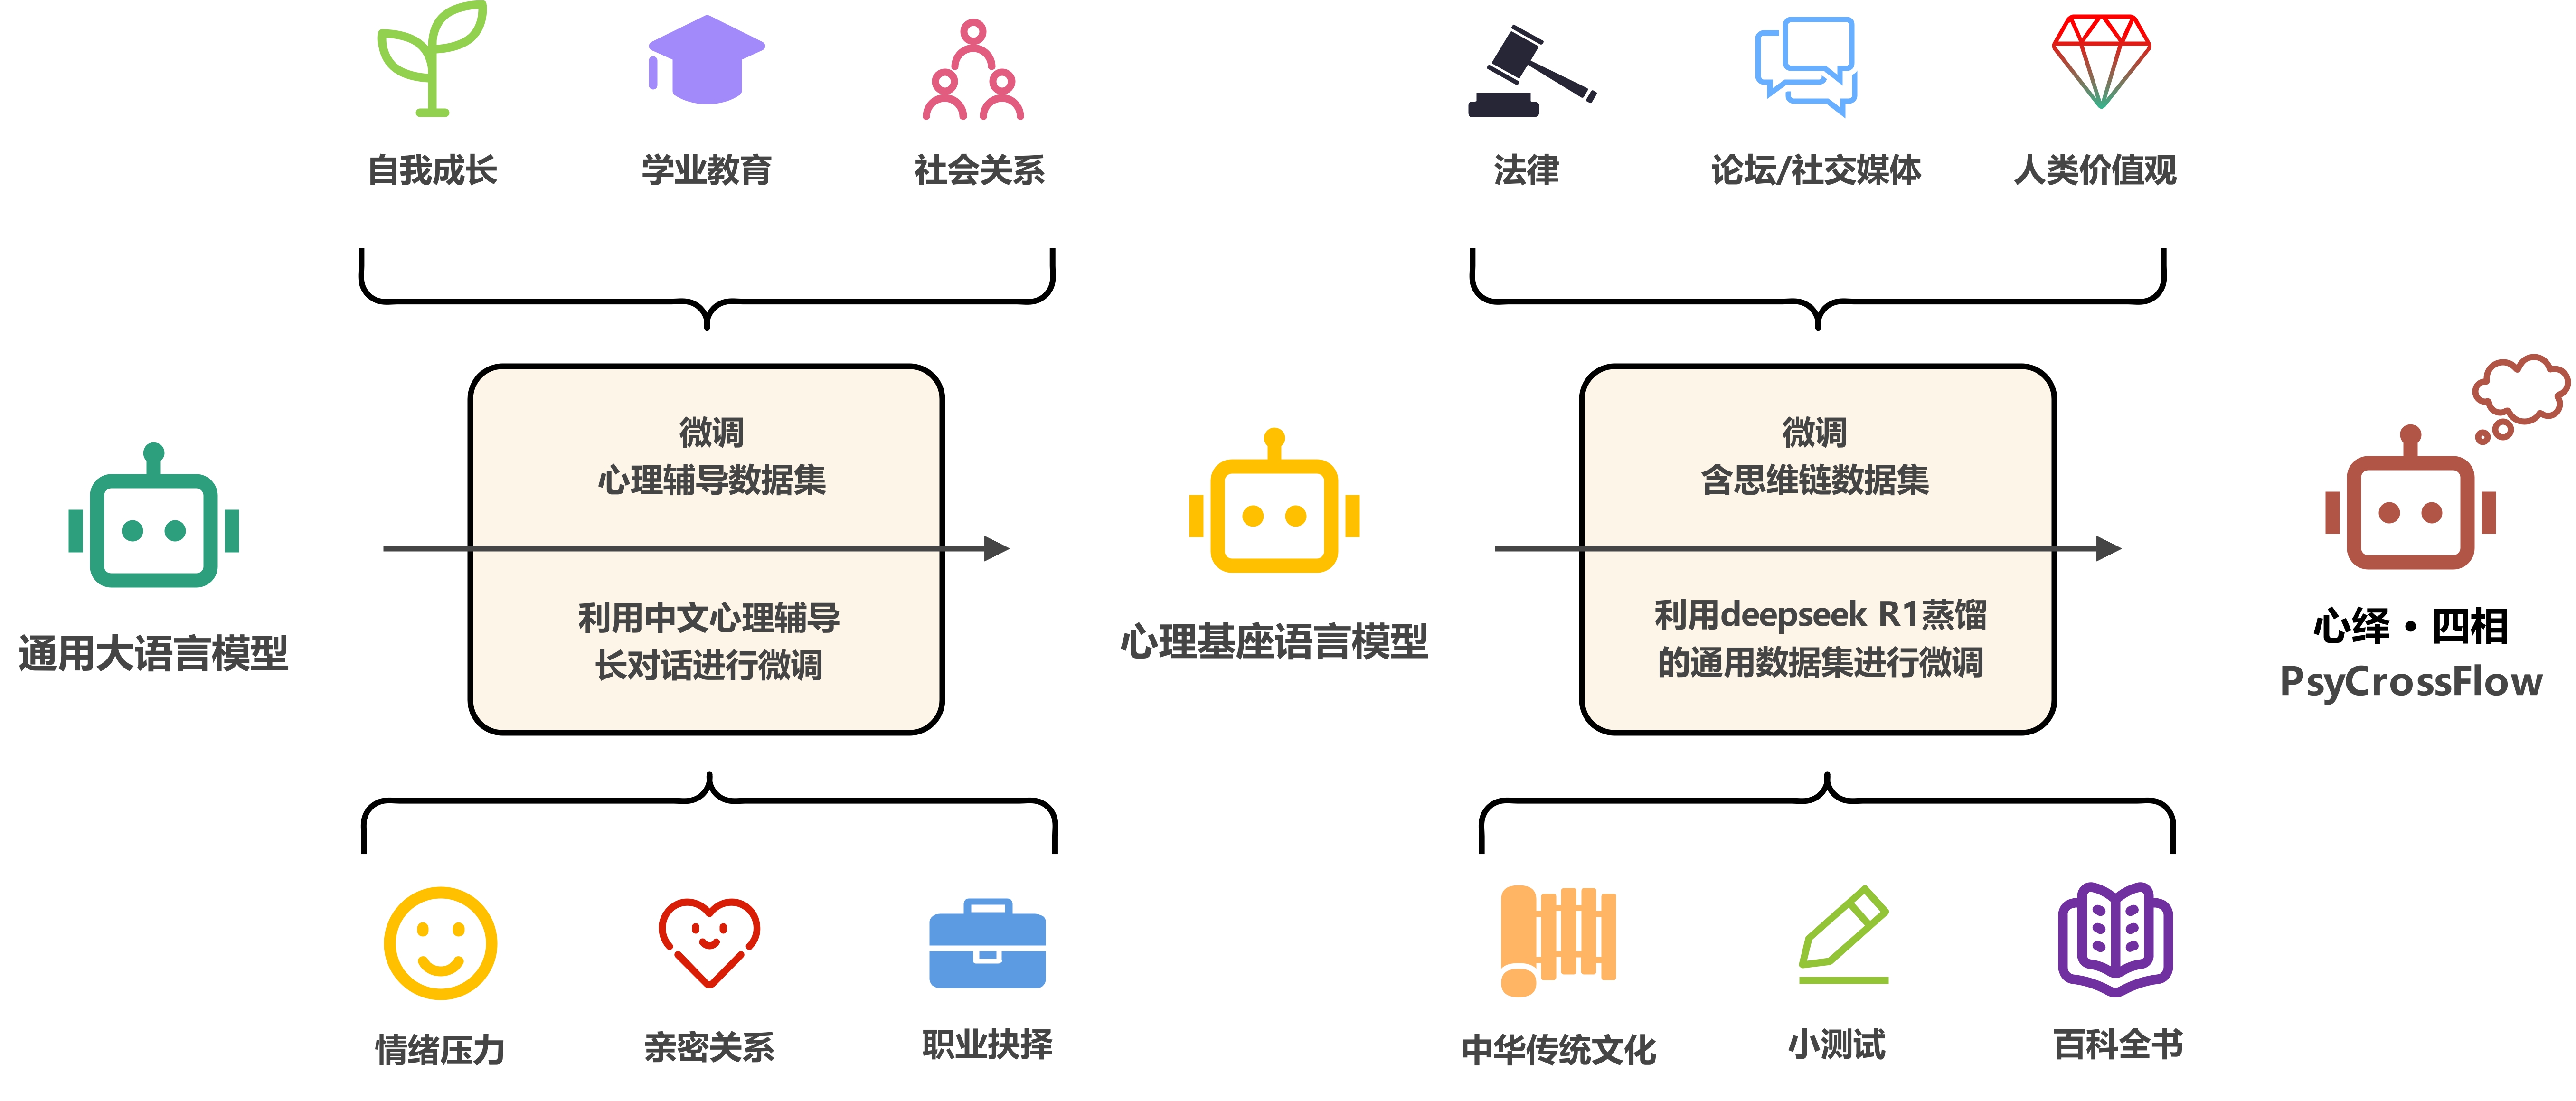 自我成长
学业教育
社会关系
法律
论坛/社交媒体
人类价值观
通用大语言模型
微调
心理辅导数据集
利用中文心理辅导
长对话进行微调
心理基座语言模型
微调
含思维链数据集
利用deepseek R1蒸馏
的通用数据集进行微调
心绎·四相
PsyCrossFlow
情绪压力
亲密关系
职业抉择
中华传统文化
小测试
百科全书